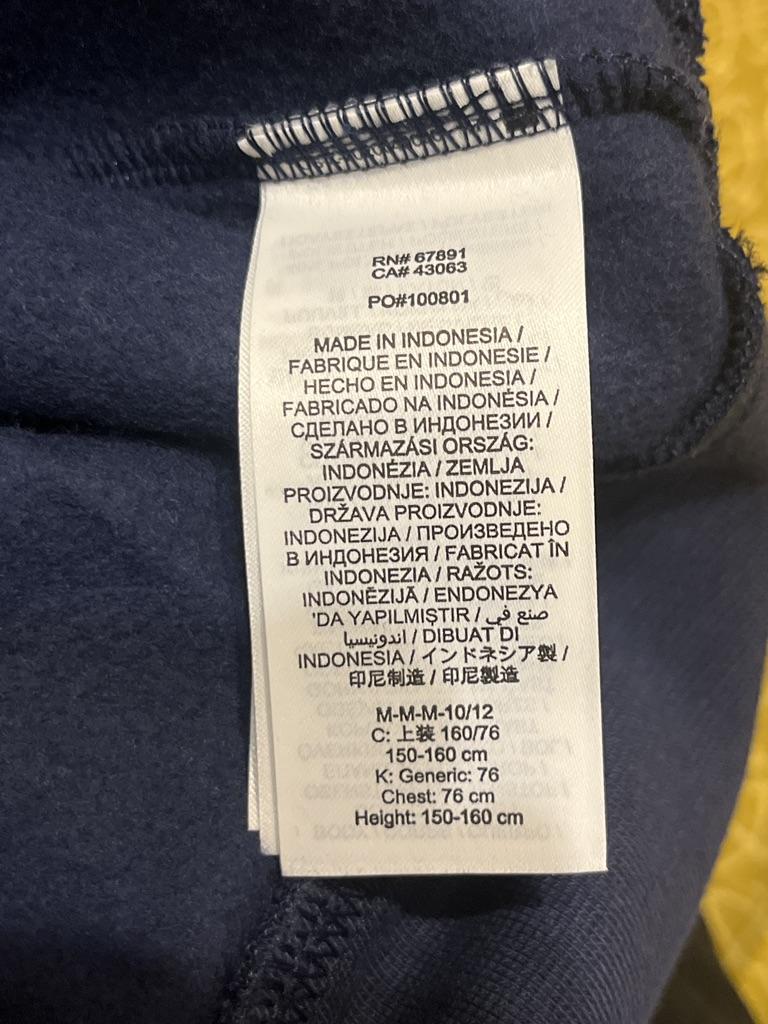 RN# 67891
CA# 43063
PO#100801
MADE IN INDONESIA /
FABRIQUE EN INDONESIE /
HECHO EN INDONESIA /
FABRICADO NA INDONÉSIA /
СДЕЛАНО В ИНДОНЕЗИИ /
SZÁRMAZÁSI ORSZÁG:
INDONÉZIA / ZEMLJA
PROIZVODNJE: INDONEZIJA /
DRŽAVA PROIZVODNJE:
INDONEZIJA / ПРОИЗВЕДЕНО
В ИНДОНЕЗИЯ / FABRICAT ÎN
INDONEZIA / RAŽOTS:
INDONĒZIJĀ / ENDONEZYA
'DA YAPILMIŞTIR / صنع في
اندونيسيا / DIBUAT DI
INDONESIA / インドネシア製 /
印尼制造 / 印尼製造
M-M-M-10/12
C: 上装 160/76
150-160 cm
K: Generic: 76
Chest: 76 cm
Height: 150-160 cm